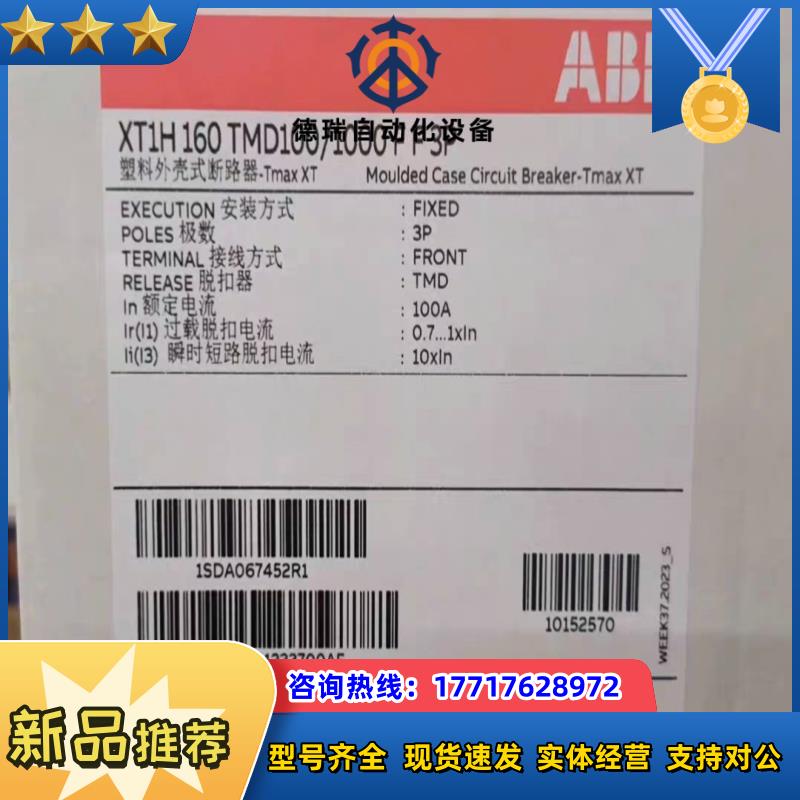 德瑞自动化设备
XT1H 160 TMD100/1000 F F 3P
塑料外壳式断路器-Tmax XT Moulded Case Circuit Breaker-Tmax XT
EXECUTION 安装方式 : FIXED
POLES 极数 : 3P
TERMINAL 接线方式 : FRONT
RELEASE 脱扣器 : TMD
In 额定电流 : 100A
Ir(I1) 过载脱扣电流 : 0.7...1xIn
Ii(I3) 瞬时短路脱扣电流 : 10xIn
1SDA067452R1
10152570
WEEK37.2023_S
咨询热线：17717628972
新品推荐
型号齐全 现货速发 实体经营 支持对公